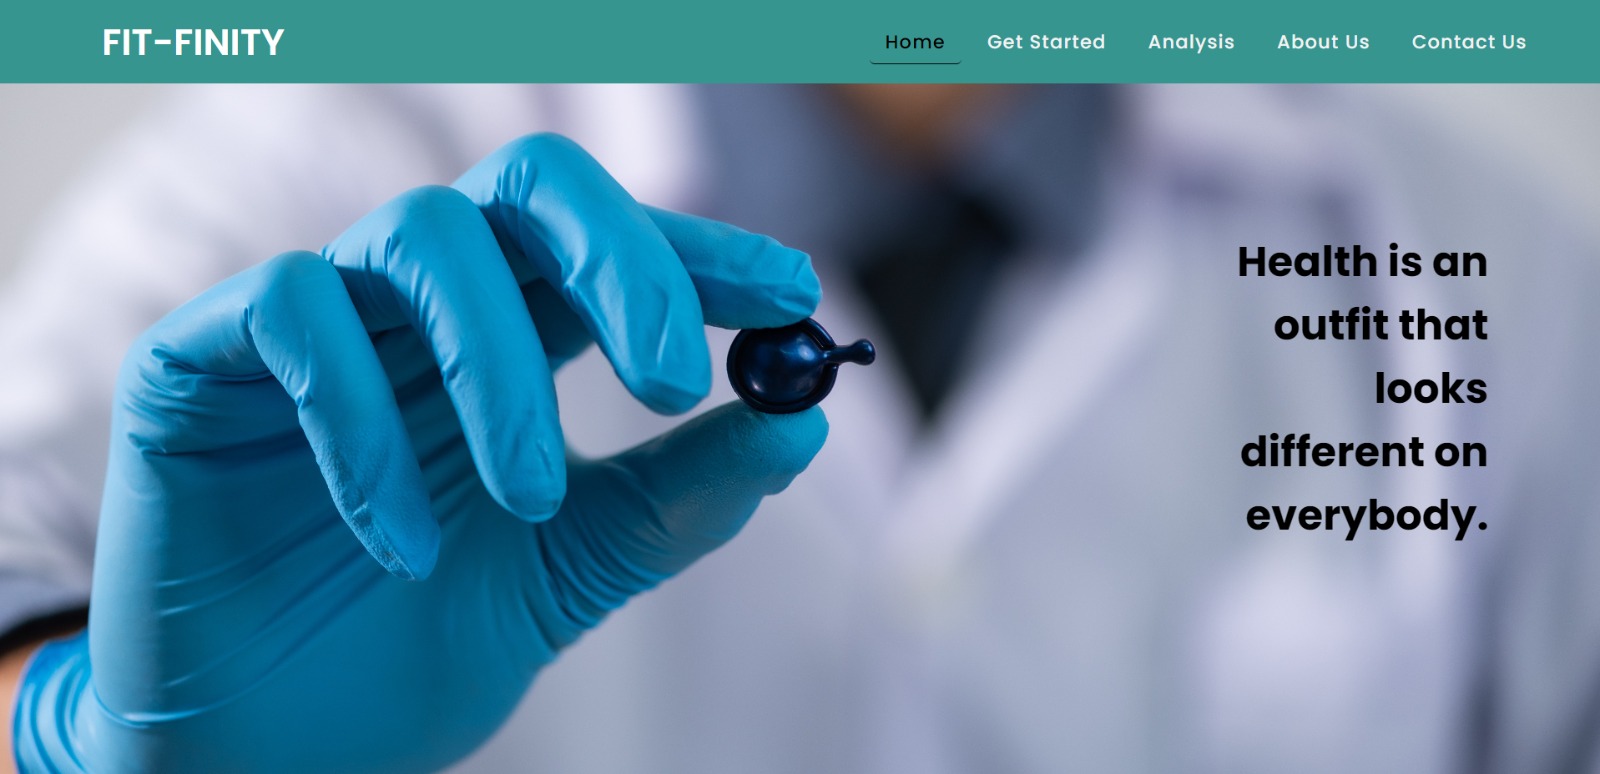 FIT-FINITY
Home Get Started Analysis About Us Contact Us
Health is an
outfit that
looks
different on
everybody.